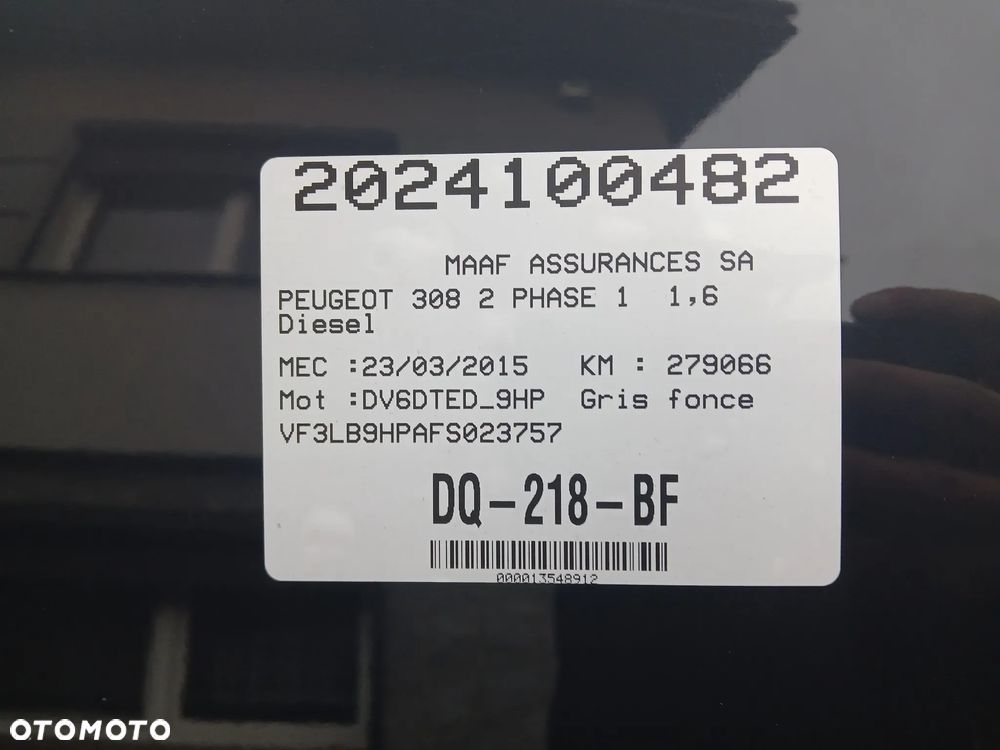 2024100482
MAAF ASSURANCES SA
PEUGEOT 308 2 PHASE 1 1,6
Diesel
MEC :23/03/2015 KM : 279066
Mot :DV6DTED_9HP Gris fonce
VF3LB9HPAFS023757
DQ-218-BF
000013548912
OTOMOTO